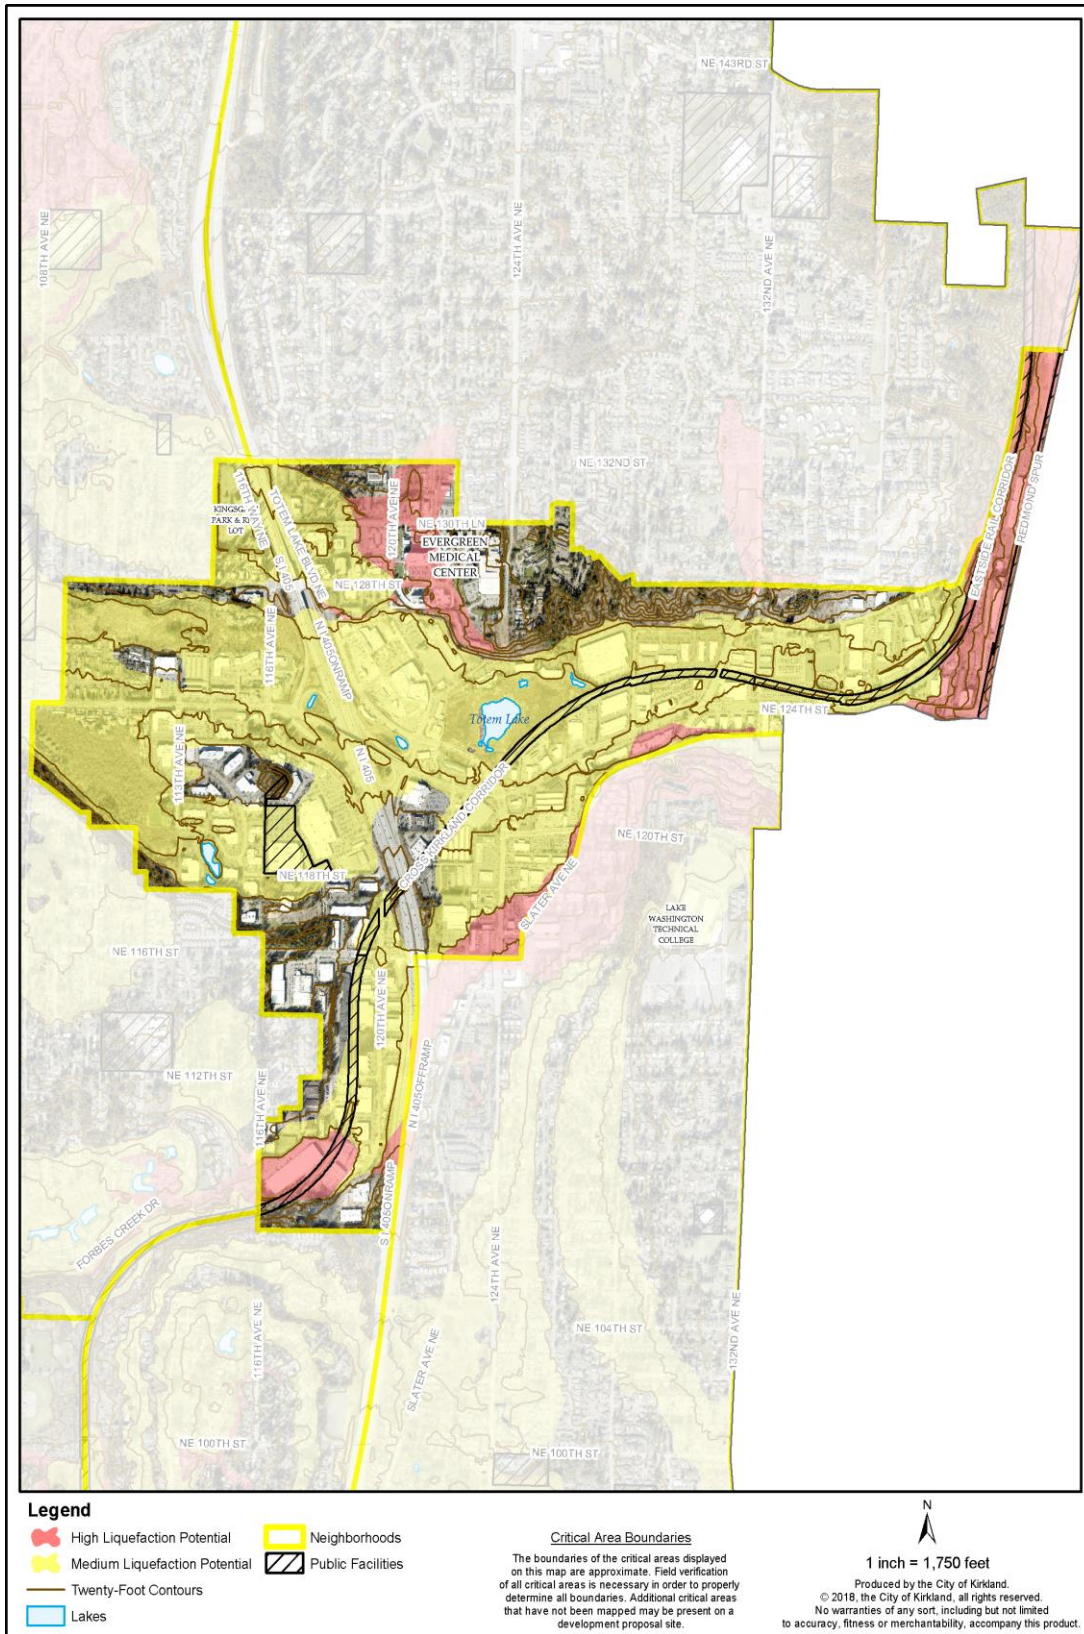 NE 143RD ST
108TH AVE NE
124TH AVE NE
132ND AVE NE
NE 132ND ST
116TH WAY NE
TOTEM LAKE BLVD NE
120TH AVE NE
NE 130TH LN
EVERGREEN
MEDICAL
CENTER
PARK &
LOT
S I 405
NE 128TH ST
116TH AVE NE
N I 405 ONRAMP
EASTSIDE RAIL CORRIDOR
REDMOND SPUR
Totem Lake
NE 124TH ST
113TH AVE NE
N I 405
CROSS KIRKLAND CORRIDOR
NE 120TH ST
NE 118TH ST
SLATER AVE NE
LAKE
WASHINGTON
TECHNICAL
COLLEGE
NE 116TH ST
120TH AVE NE
NE 112TH ST
116TH AVE NE
N I 405 OFFRAMP
S I 405 ONRAMP
FORBES CREEK DR
124TH AVE NE
116TH AVE NE
NE 104TH ST
132ND AVE NE
SLATER AVE NE
NE 100TH ST
NE 100TH ST
Legend
High Liquefaction Potential
Medium Liquefaction Potential
Twenty-Foot Contours
Lakes
Neighborhoods
Public Facilities
Critical Area Boundaries
The boundaries of the critical areas displayed
on this map are approximate. Field verification
of all critical areas is necessary in order to properly
determine all boundaries. Additional critical areas
that have not been mapped may be present on a
development proposal site.
N
1 inch = 1,750 feet
Produced by the City of Kirkland.
© 2018, the City of Kirkland, all rights reserved.
No warranties of any sort, including but not limited
to accuracy, fitness or merchantability, accompany this product.